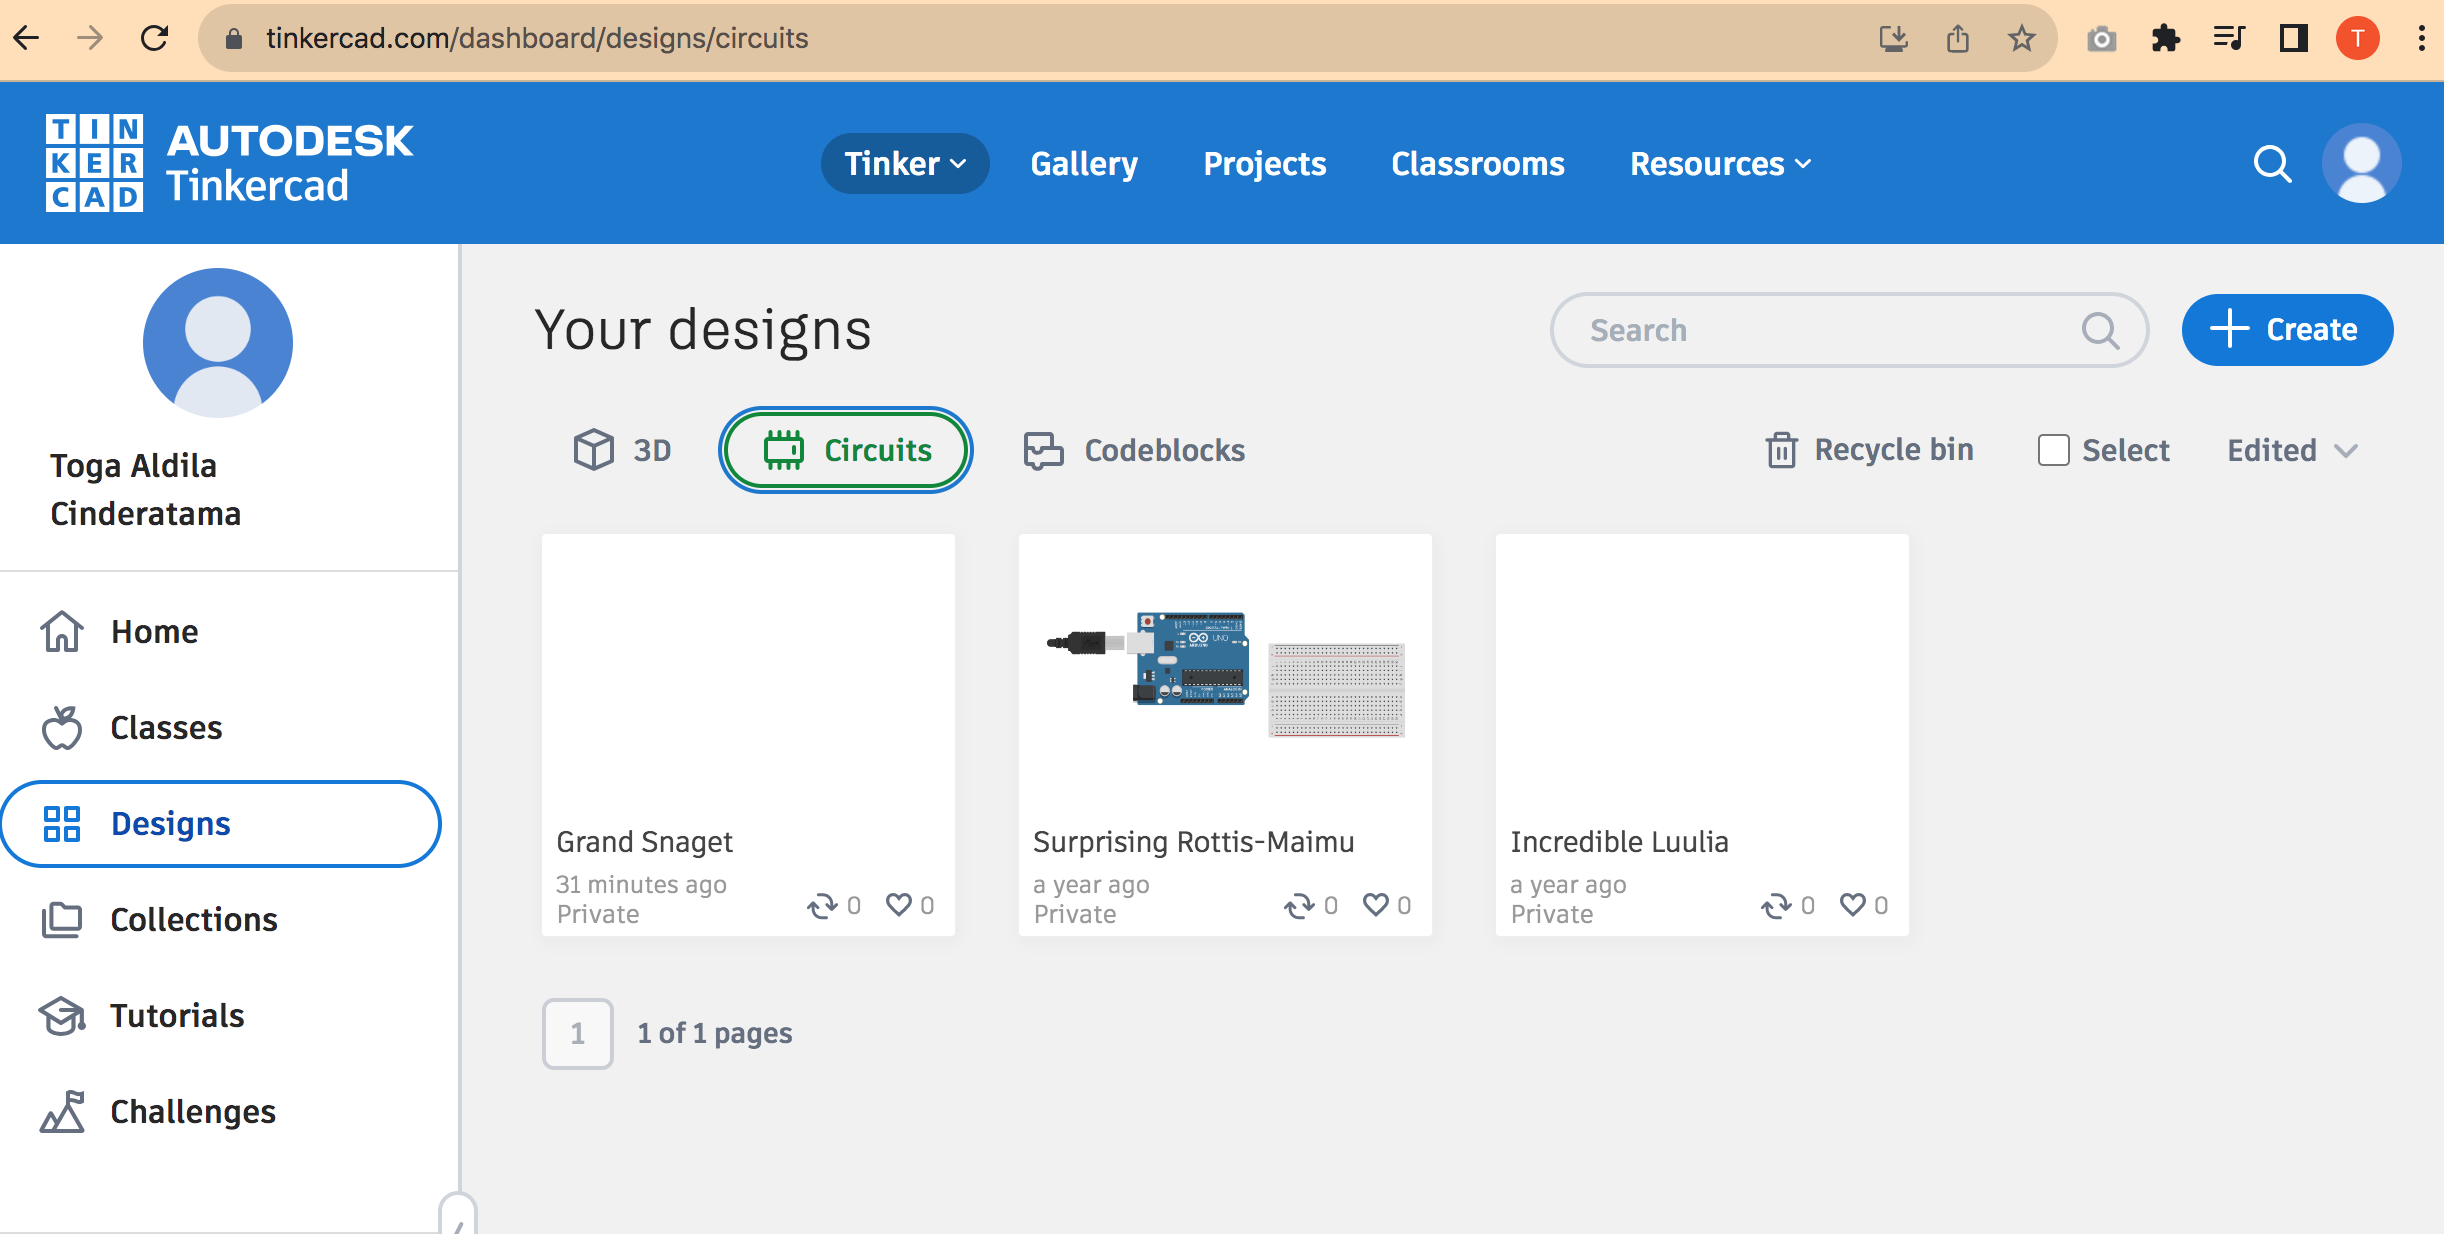 tinkercad.com/dashboard/designs/circuits
T
TIN
KER
CAD
AUTODESK
Tinkercad
Tinker
Gallery
Projects
Classrooms
Resources
Toga Aldila
Cinderatama
Home
Classes
Designs
Collections
Tutorials
Challenges
Your designs
Search
Create
3D
Circuits
Codeblocks
Recycle bin
Select
Edited
Grand Snaget
31 minutes ago
Private
0
0
UNO
Surprising Rottis-Maimu
a year ago
Private
0
0
Incredible Luulia
a year ago
Private
0
0
1
1 of 1 pages